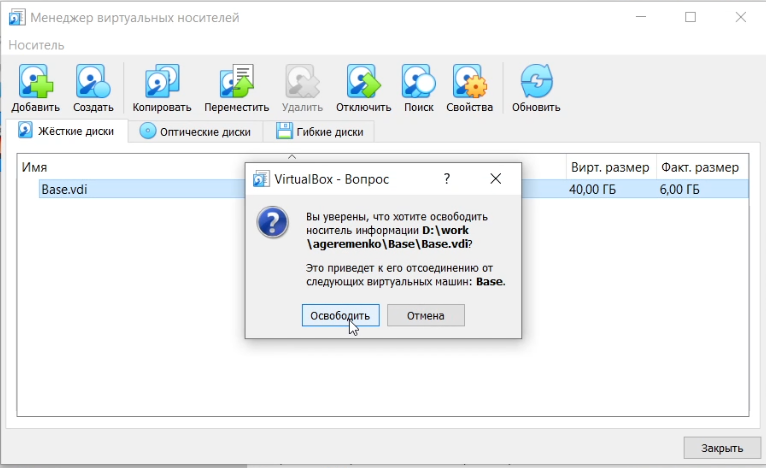 Менеджер виртуальных носителей
Носитель
Добавить Создать Копировать Переместить Удалить Отключить Поиск Свойства Обновить
Жёсткие диски Оптические диски Гибкие диски
Имя Вирт. размер Факт. размер
Base.vdi 40,00 ГБ 6,00 ГБ
VirtualBox - Вопрос ?
Вы уверены, что хотите освободить
носитель информации D:\work
\ageremenko\Base\Base.vdi?
Это приведет к его отсоединению от
следующих виртуальных машин: Base.
Освободить Отмена
Закрыть